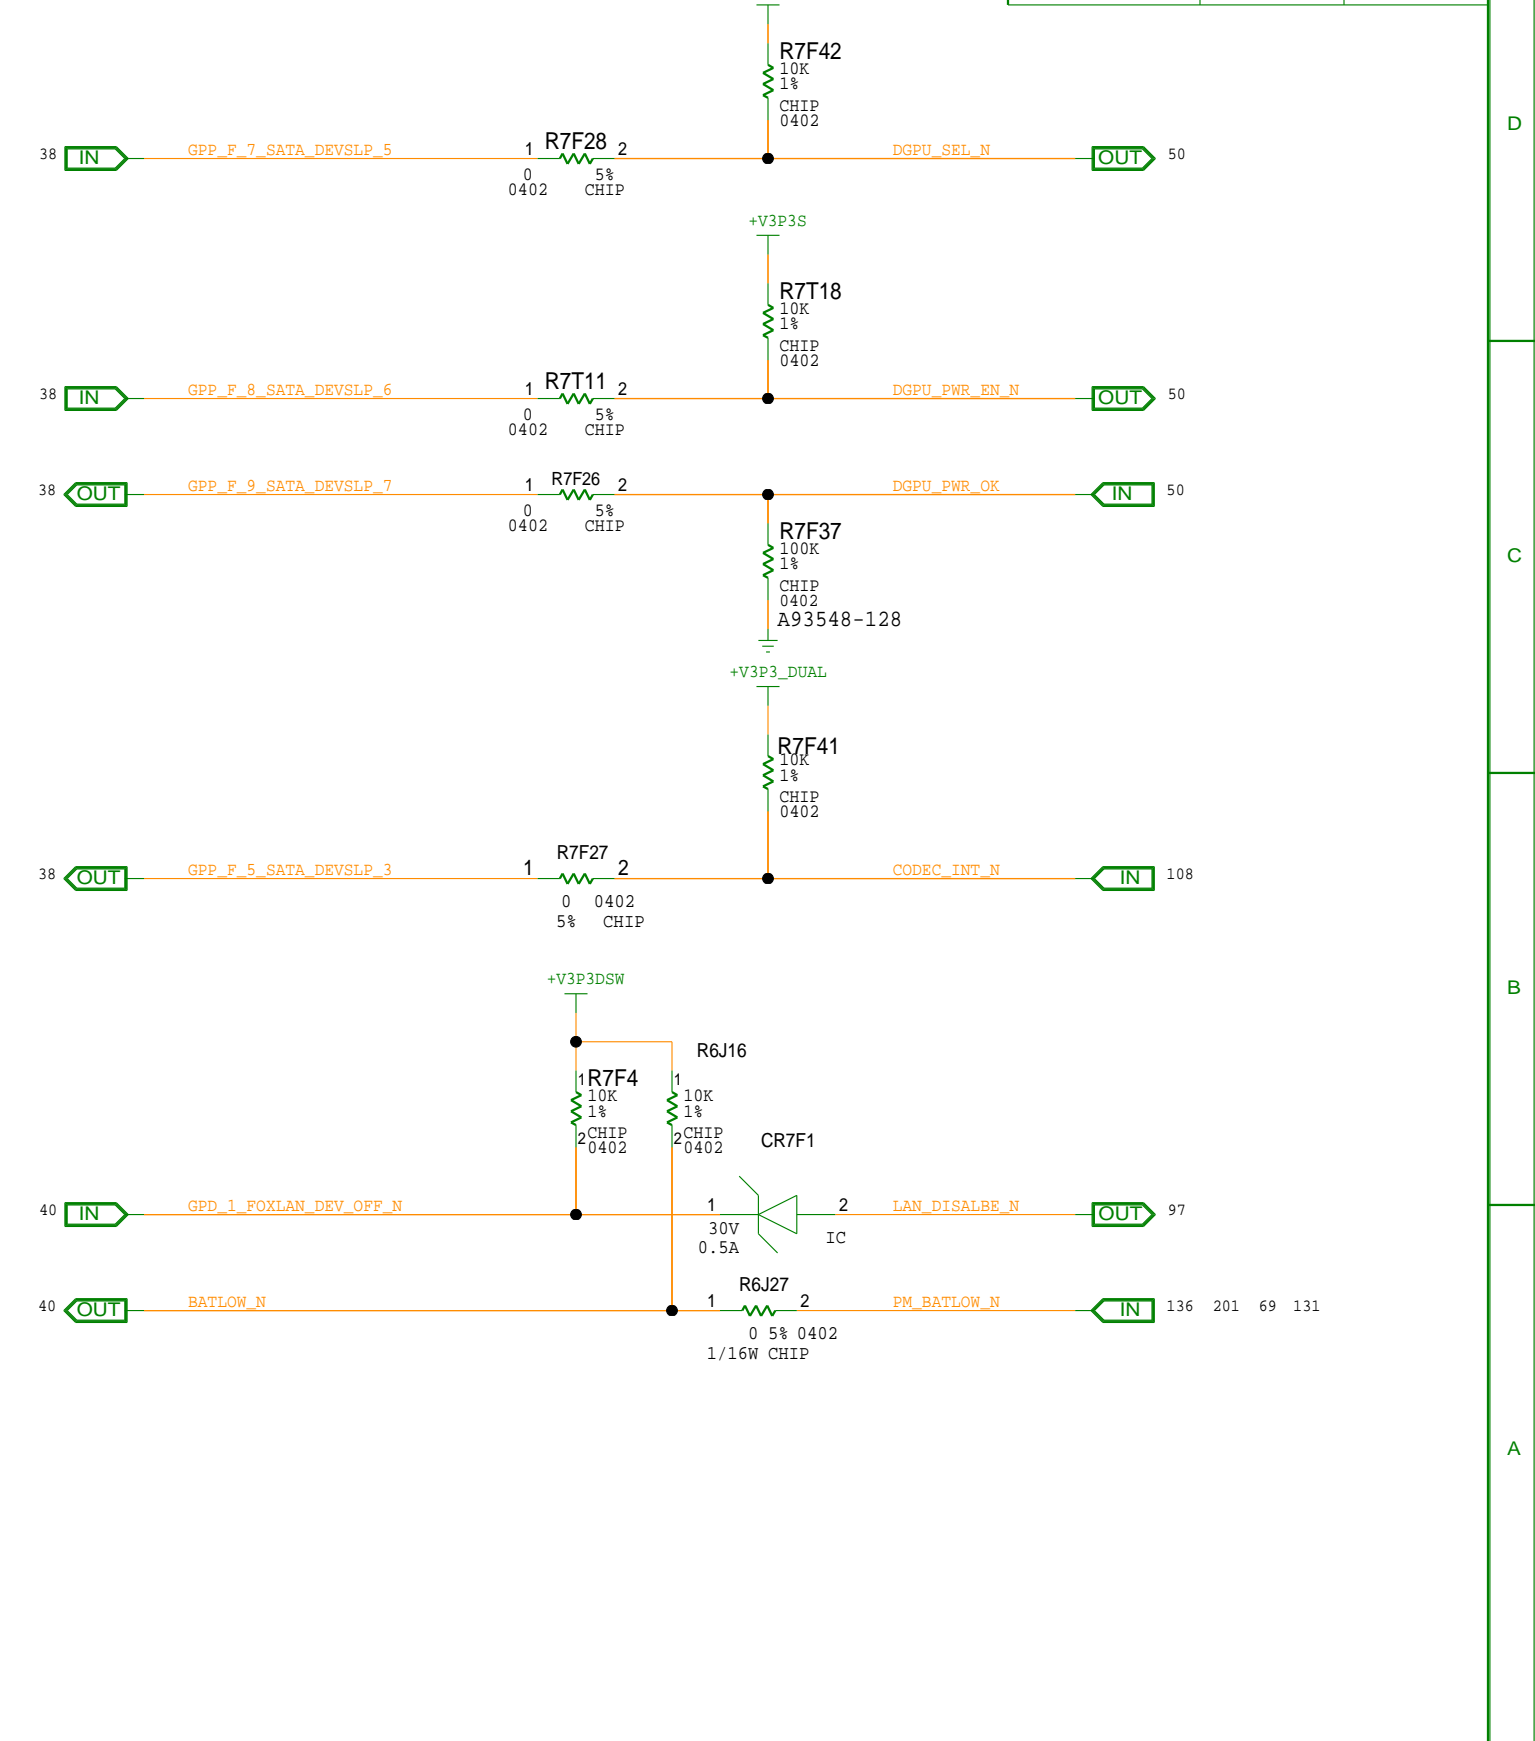 R7F42
10K
1%
CHIP
0402
D
38 IN GPP_F_7_SATA_DEVSLP_5 1 R7F28 2 DGPU_SEL_N OUT 50
0 5%
0402 CHIP
+V3P3S
R7T18
10K
1%
CHIP
0402
38 IN GPP_F_8_SATA_DEVSLP_6 1 R7T11 2 DGPU_PWR_EN_N OUT 50
0 5%
0402 CHIP
38 OUT GPP_F_9_SATA_DEVSLP_7 1 R7F26 2 DGPU_PWR_OK IN 50
0 5%
0402 CHIP
R7F37
100K
1%
CHIP
0402
A93548-128
C
+V3P3_DUAL
R7F41
10K
1%
CHIP
0402
38 OUT GPP_F_5_SATA_DEVSLP_3 1 R7F27 2 CODEC_INT_N IN 108
0 0402
5% CHIP
+V3P3DSW
B
R6J16
1 R7F4 1
10K 10K
1% 1%
2 CHIP 2 CHIP
0402 0402
CR7F1
40 IN GPD_1_FOXLAN_DEV_OFF_N 1 2 LAN_DISALBE_N OUT 97
30V IC
0.5A
R6J27
40 OUT BATLOW_N 1 2 PM_BATLOW_N IN 136 201 69 131
0 5% 0402
1/16W CHIP
A